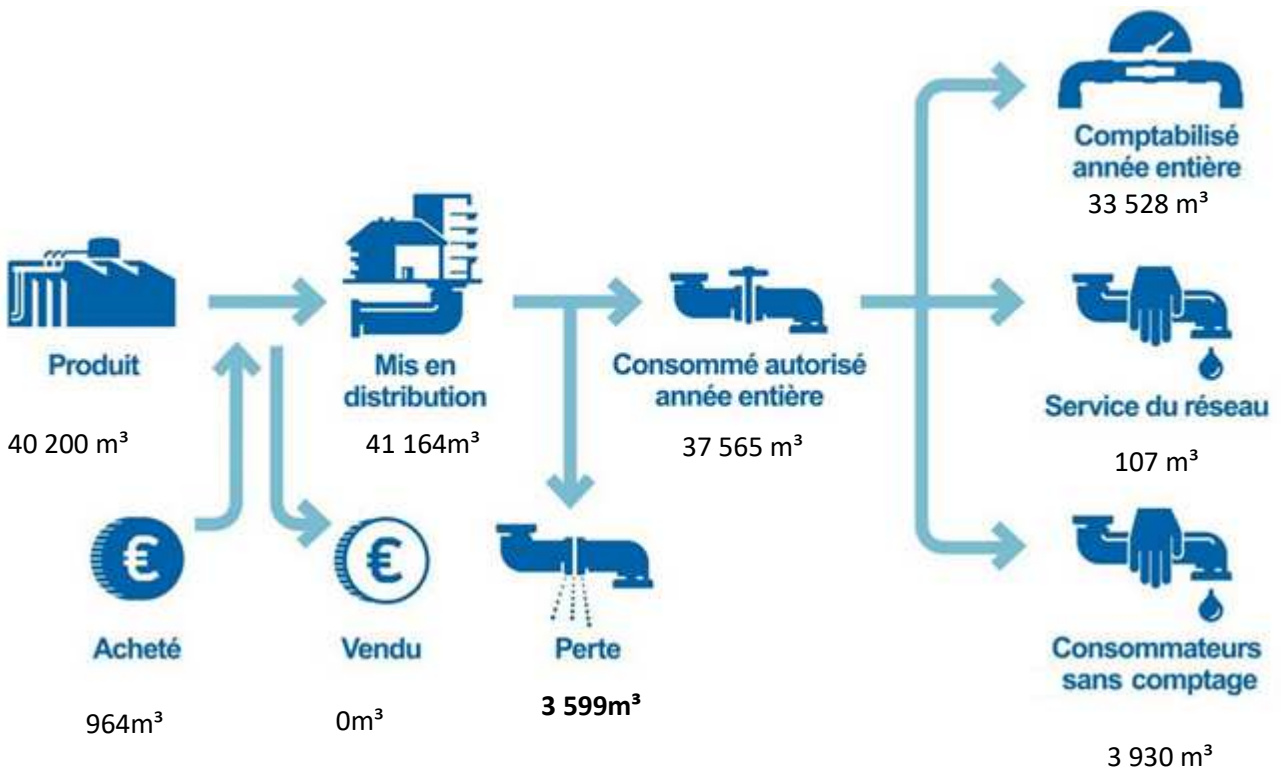 Comptabilisé
année entière
33 528 m³
Produit
40 200 m³
Mis en
distribution
41 164m³
Consommé autorisé
année entière
37 565 m³
Service du réseau
107 m³
€
Acheté
964m³
€
Vendu
0m³
Perte
3 599m³
Consommateurs
sans comptage
3 930 m³